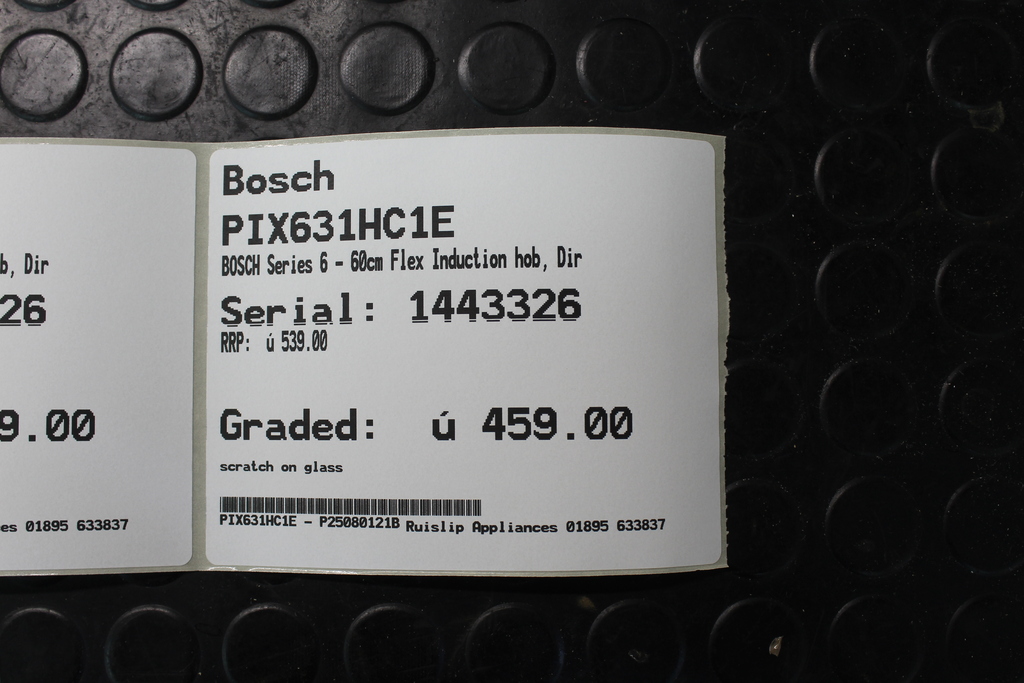 b, Dir
26
9.00
es 01895 633837
Bosch
PIX631HC1E
BOSCH Series 6 - 60cm Flex Induction hob, Dir
Serial: 1443326
RRP: ú 539.00
Graded: ú 459.00
scratch on glass
PIX631HC1E - P25080121B Ruislip Appliances 01895 633837